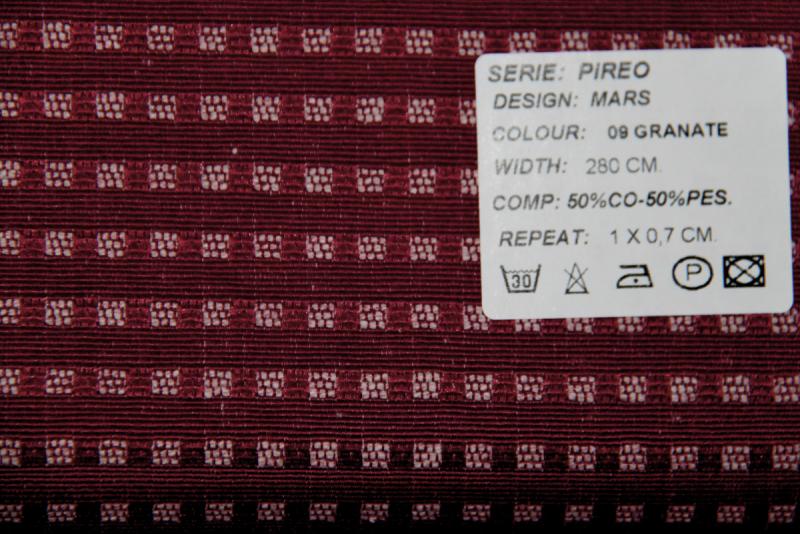 SERIE: PIREO
DESIGN: MARS
COLOUR: 09 GRANATE
WIDTH: 280 CM.
COMP: 50%CO-50%PES.
REPEAT: 1 X 0,7 CM.
30 P